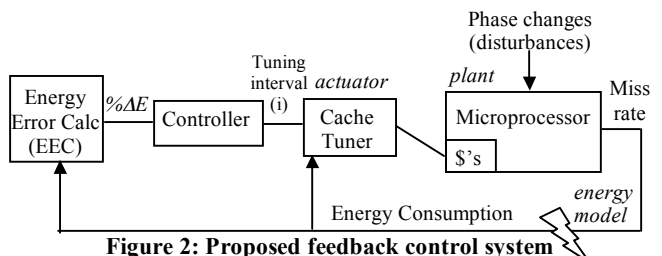 Phase changes
(disturbances)
Tuning
interval
(i)
actuator
plant
Energy
Error Calc
(EEC)
%ΔE
Controller
Cache
Tuner
Microprocessor
$'s
Miss
rate
energy
model
Energy Consumption
Figure 2: Proposed feedback control system